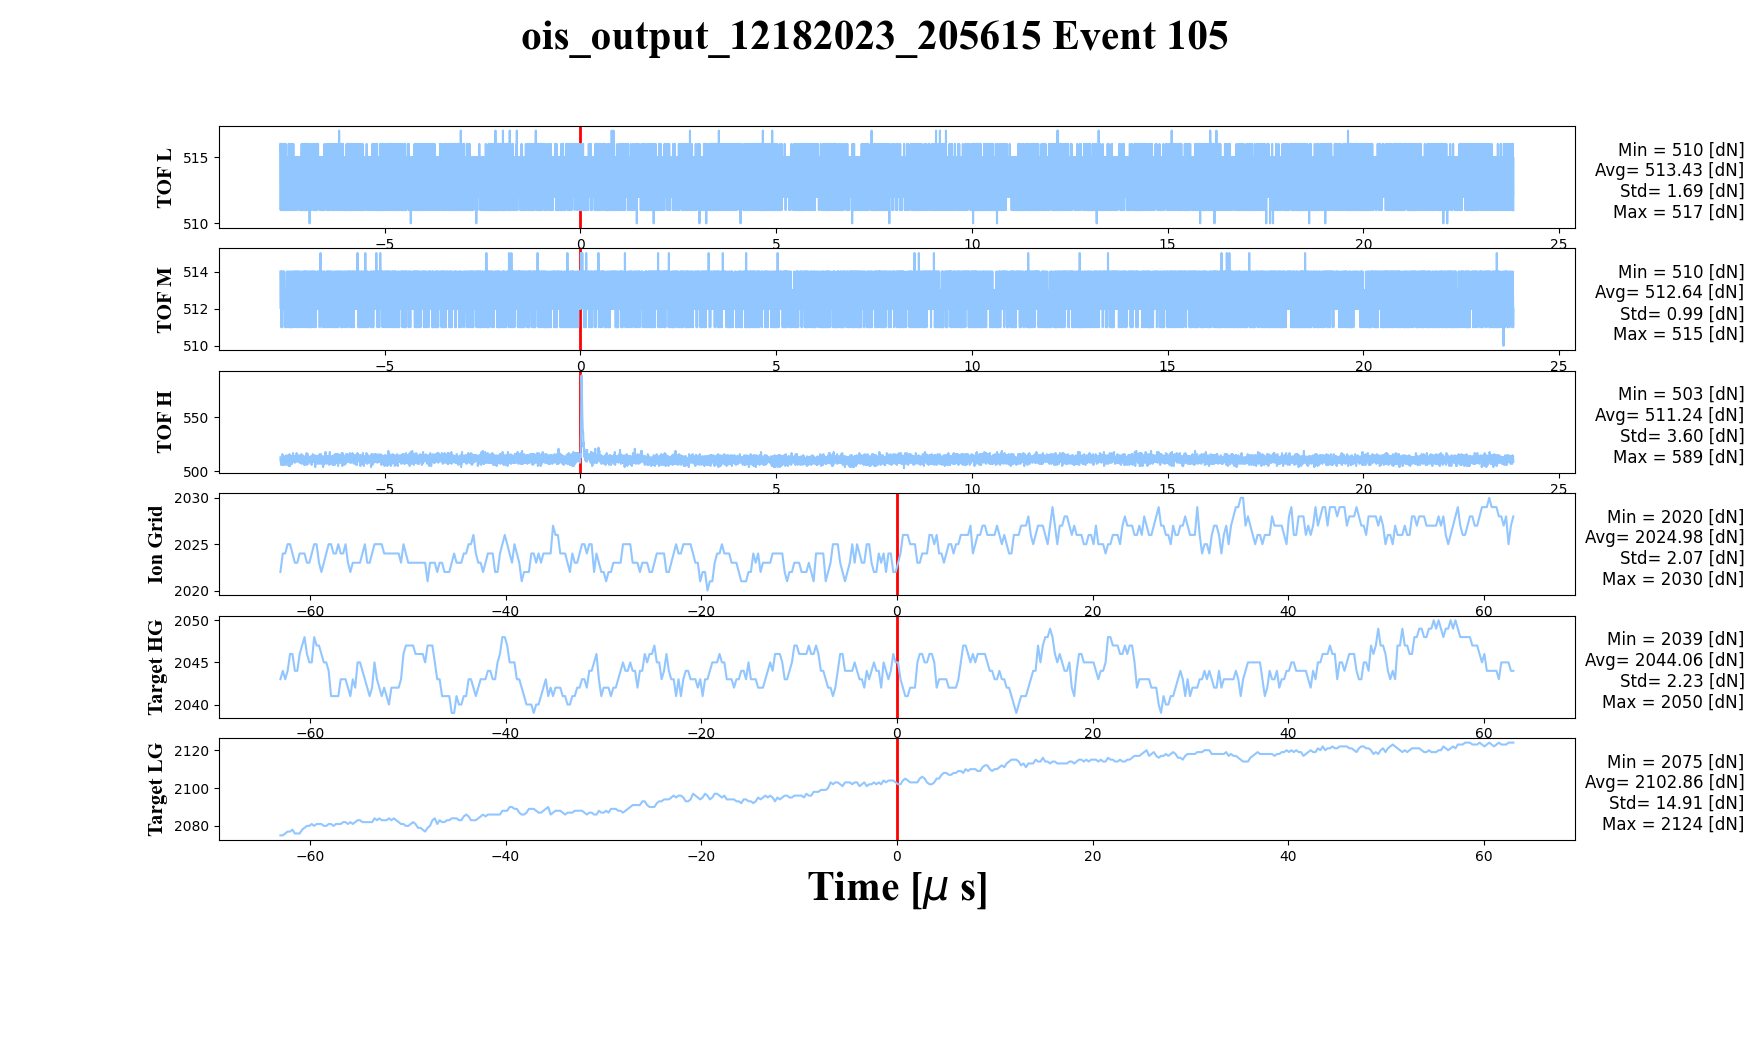 ois_output_12182023_205615 Event 105
TOF L
515
510
−5 0 5 10 15 20 25
Min = 510 [dN]
Avg= 513.43 [dN]
Std= 1.69 [dN]
Max = 517 [dN]
TOF M
514
512
510
−5 0 5 10 15 20 25
Min = 510 [dN]
Avg= 512.64 [dN]
Std= 0.99 [dN]
Max = 515 [dN]
TOF H
550
500
−5 0 5 10 15 20 25
Min = 503 [dN]
Avg= 511.24 [dN]
Std= 3.60 [dN]
Max = 589 [dN]
Ion Grid
2030
2025
2020
−60 −40 −20 0 20 40 60
Min = 2020 [dN]
Avg= 2024.98 [dN]
Std= 2.07 [dN]
Max = 2030 [dN]
Target HG
2050
2045
2040
−60 −40 −20 0 20 40 60
Min = 2039 [dN]
Avg= 2044.06 [dN]
Std= 2.23 [dN]
Max = 2050 [dN]
Target LG
2120
2100
2080
−60 −40 −20 0 20 40 60
Min = 2075 [dN]
Avg= 2102.86 [dN]
Std= 14.91 [dN]
Max = 2124 [dN]
Time [μ s]